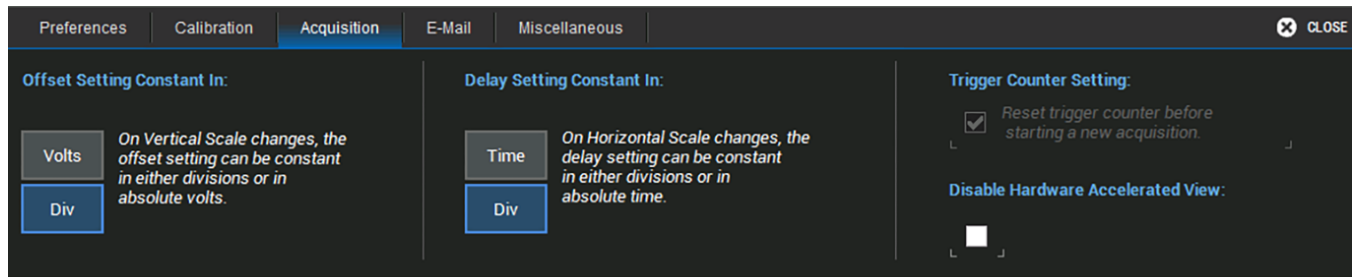 Preferences
Calibration
Acquisition
E-Mail
Miscellaneous
CLOSE
Offset Setting Constant In:
Volts
Div
On Vertical Scale changes, the
offset setting can be constant
in either divisions or in
absolute volts.
Delay Setting Constant In:
Time
Div
On Horizontal Scale changes, the
delay setting can be constant
in either divisions or in
absolute time.
Trigger Counter Setting:
Reset trigger counter before
starting a new acquisition.
Disable Hardware Accelerated View: